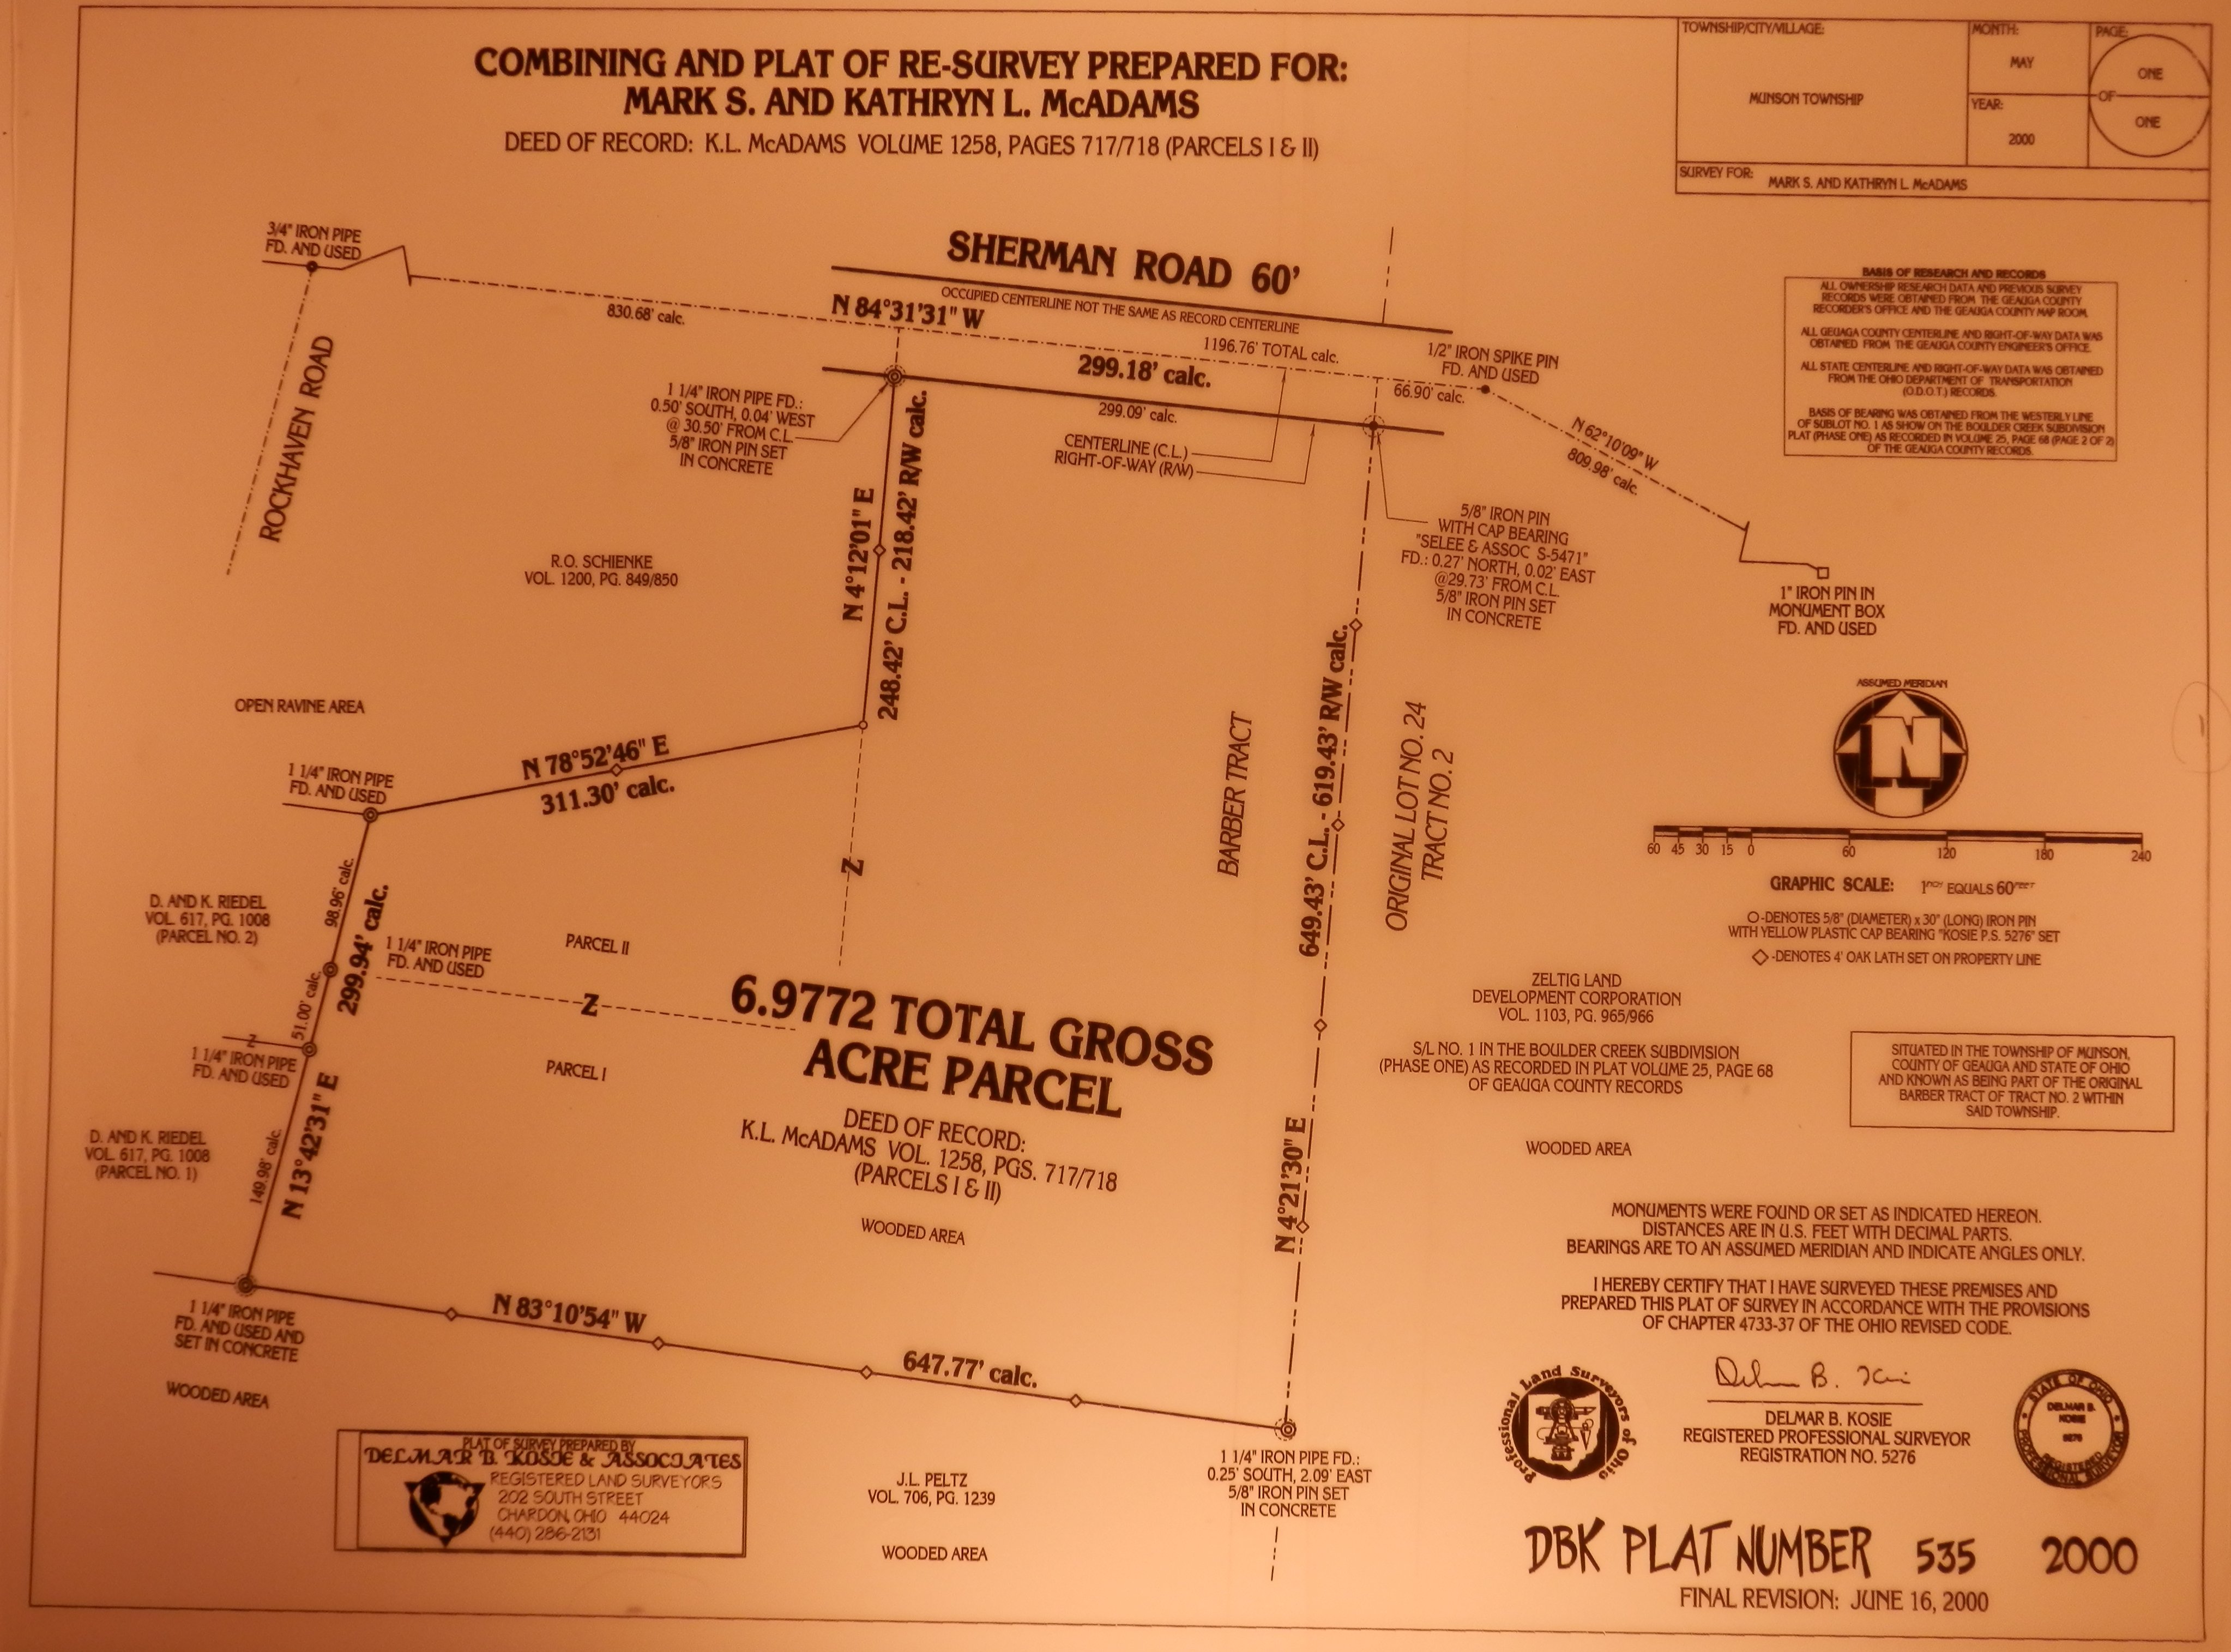 COMBINING AND PLAT OF RE-SURVEY PREPARED FOR:
MARK S. AND KATHRYN L. McADAMS
DEED OF RECORD: K.L. McADAMS VOLUME 1258, PAGES 717/718 (PARCELS I & II)
TOWNSHIP/CITY/VILLAGE:
MUNSON TOWNSHIP
MONTH:
MAY
YEAR:
2000
PAGE:
ONE
OF
ONE
SURVEY FOR: MARK S. AND KATHRYN L. McADAMS
3/4" IRON PIPE
FD. AND USED
ROCKHAVEN ROAD
830.68' calc.
SHERMAN ROAD 60'
OCCUPIED CENTERLINE NOT THE SAME AS RECORD CENTERLINE
N 84°31'31" W
1196.76' TOTAL calc.
299.18' calc.
299.09' calc.
66.90' calc.
1/2" IRON SPIKE PIN
FD. AND USED
N 62°10'09" W
809.98' calc.
CENTERLINE (C.L.)
RIGHT-OF-WAY (R/W)
1 1/4" IRON PIPE FD.:
0.50' SOUTH, 0.04' WEST
@ 30.50' FROM C.L.
5/8" IRON PIN SET
IN CONCRETE
5/8" IRON PIN
WITH CAP BEARING
"SELEE & ASSOC S-5471"
FD.: 0.27' NORTH, 0.02' EAST
@29.73' FROM C.L.
5/8" IRON PIN SET
IN CONCRETE
1" IRON PIN IN
MONUMENT BOX
FD. AND USED
BASIS OF RESEARCH AND RECORDS
ALL OWNERSHIP RESEARCH DATA AND PREVIOUS SURVEY
RECORDS WERE OBTAINED FROM THE GEAUGA COUNTY
RECORDER'S OFFICE AND THE GEAUGA COUNTY MAP ROOM.
ALL GEUAGA COUNTY CENTERLINE AND RIGHT-OF-WAY DATA WAS
OBTAINED FROM THE GEAUGA COUNTY ENGINEER'S OFFICE.
ALL STATE CENTERLINE AND RIGHT-OF-WAY DATA WAS OBTAINED
FROM THE OHIO DEPARTMENT OF TRANSPORTATION
(O.D.O.T.) RECORDS.
BASIS OF BEARING WAS OBTAINED FROM THE WESTERLY LINE
OF SUBLOT NO. 1 AS SHOW ON THE BOULDER CREEK SUBDIVISION
PLAT (PHASE ONE) AS RECORDED IN VOLUME 25, PAGE 68 (PAGE 2 OF 2)
OF THE GEAUGA COUNTY RECORDS.
R.O. SCHIENKE
VOL. 1200, PG. 849/850
N 4°12'01" E
248.42' C.L. - 218.42' R/W calc.
OPEN RAVINE AREA
N 78°52'46" E
311.30' calc.
1 1/4" IRON PIPE
FD. AND USED
BARBER TRACT
649.43' C.L. - 619.43' R/W calc.
N 4°21'30" E
ORIGINAL LOT NO. 24
TRACT NO. 2
ASSUMED MERIDIAN
N
60 45 30 15 0 60 120 180 240
GRAPHIC SCALE: 1INCH EQUALS 60FEET
O-DENOTES 5/8" (DIAMETER) x 30" (LONG) IRON PIN
WITH YELLOW PLASTIC CAP BEARING "KOSIE P.S. 5276" SET
◇-DENOTES 4' OAK LATH SET ON PROPERTY LINE
Z
D. AND K. RIEDEL
VOL. 617, PG. 1008
(PARCEL NO. 2)
98.96' calc.
299.94' calc.
51.00' calc.
1 1/4" IRON PIPE
FD. AND USED
PARCEL II
Z
Z
1 1/4" IRON PIPE
FD. AND USED
PARCEL I
6.9772 TOTAL GROSS
ACRE PARCEL
DEED OF RECORD:
K.L. McADAMS VOL. 1258, PGS. 717/718
(PARCELS I & II)
WOODED AREA
D. AND K. RIEDEL
VOL. 617, PG. 1008
(PARCEL NO. 1)
149.98' calc.
N 13°42'31" E
ZELTIG LAND
DEVELOPMENT CORPORATION
VOL. 1103, PG. 965/966
S/L NO. 1 IN THE BOULDER CREEK SUBDIVISION
(PHASE ONE) AS RECORDED IN PLAT VOLUME 25, PAGE 68
OF GEAUGA COUNTY RECORDS
WOODED AREA
SITUATED IN THE TOWNSHIP OF MUNSON,
COUNTY OF GEAUGA AND STATE OF OHIO
AND KNOWN AS BEING PART OF THE ORIGINAL
BARBER TRACT OF TRACT NO. 2 WITHIN
SAID TOWNSHIP.
MONUMENTS WERE FOUND OR SET AS INDICATED HEREON.
DISTANCES ARE IN U.S. FEET WITH DECIMAL PARTS.
BEARINGS ARE TO AN ASSUMED MERIDIAN AND INDICATE ANGLES ONLY.
I HEREBY CERTIFY THAT I HAVE SURVEYED THESE PREMISES AND
PREPARED THIS PLAT OF SURVEY IN ACCORDANCE WITH THE PROVISIONS
OF CHAPTER 4733-37 OF THE OHIO REVISED CODE.
1 1/4" IRON PIPE
FD. AND USED AND
SET IN CONCRETE
WOODED AREA
N 83°10'54" W
647.77' calc.
1 1/4" IRON PIPE FD.:
0.25' SOUTH, 2.09' EAST
5/8" IRON PIN SET
IN CONCRETE
J.L. PELTZ
VOL. 706, PG. 1239
WOODED AREA
PLAT OF SURVEY PREPARED BY
DELMAR B. KOSIE & ASSOCIATES
REGISTERED LAND SURVEYORS
202 SOUTH STREET
CHARDON, OHIO 44024
(440) 286-2131
Professional Land Surveyors of Ohio
DELMAR B. KOSIE
REGISTERED PROFESSIONAL SURVEYOR
REGISTRATION NO. 5276
STATE OF OHIO
DELMAR B.
KOSIE
5276
REGISTERED
PROFESSIONAL SURVEYOR
DBK PLAT NUMBER 535 2000
FINAL REVISION: JUNE 16, 2000